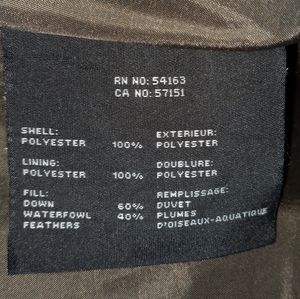 RN NO: 54163
CA NO: 57151
SHELL:
POLYESTER 100%
LINING:
POLYESTER 100%
FILL:
DOWN 60%
WATERFOWL 40%
FEATHERS
EXTERIEUR:
POLYESTER
DOUBLURE:
POLYESTER
REMPLISSAGE:
DUVET
PLUMES
D'OISEAUX-AQUATIQUE